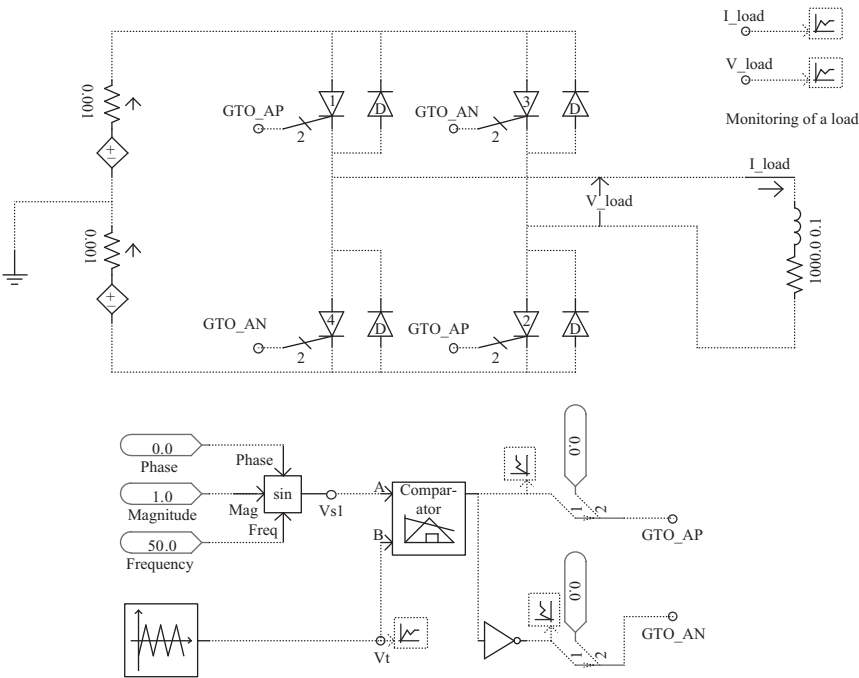 I_load
V_load
Monitoring of a load
0.001
1
D
3
D
GTO_AP
2
GTO_AN
2
+
−
I_load
V_load
0.001
1000.0 0.1
+
−
GTO_AN
4
D
GTO_AP
2
D
2
2
0.0
Phase
Phase
1.0
Magnitude
Mag
sin
Vs1
Freq
50.0
Frequency
A
Compar-
ator
B
0.0
1
2
GTO_AP
0.0
1
2
GTO_AN
Vt